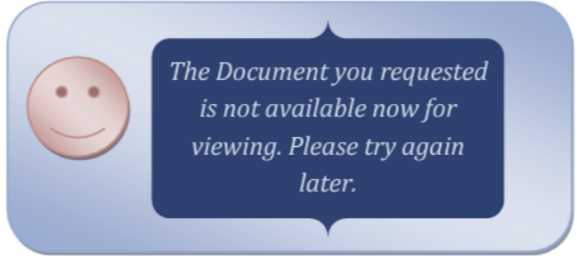 The Document you requested
is not available now for
viewing. Please try again
later.